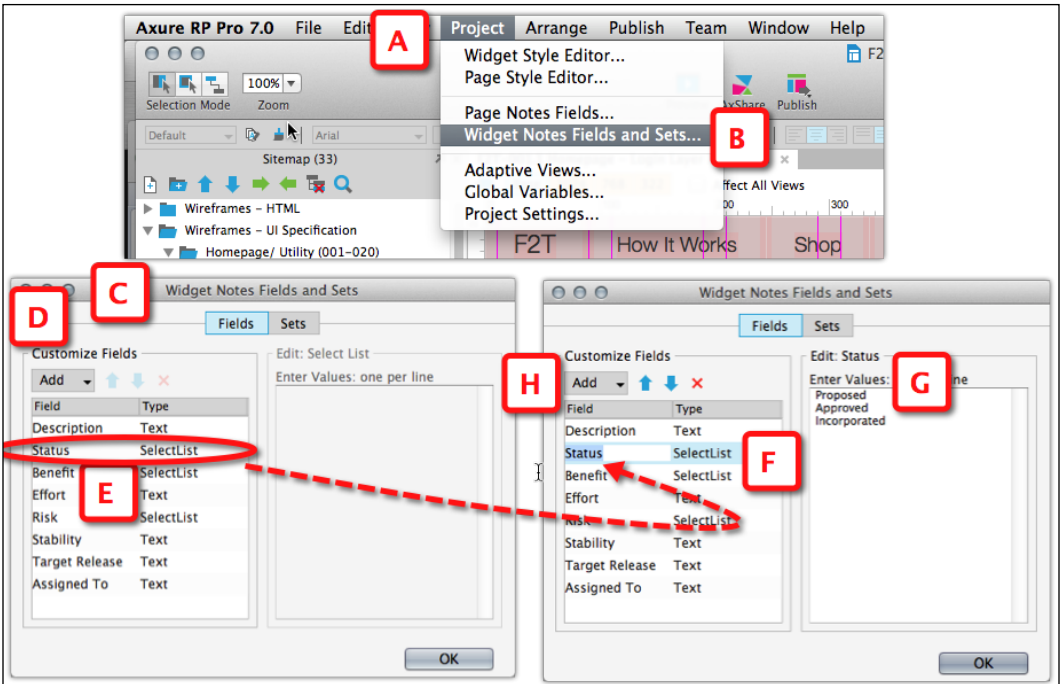 Axure RP Pro 7.0 File Edit Project Arrange Publish Team Window Help
A
Widget Style Editor...
Page Style Editor...
Page Notes Fields...
Widget Notes Fields and Sets...
Adaptive Views...
Global Variables...
Project Settings...
B
F2
100%
Selection Mode Zoom AxShare Publish
Default Arial
Sitemap (33)
Affect All Views
Wireframes - HTML
Wireframes - UI Specification
Homepage/ Utility (001-020)
00 300
F2T How It Works Shop
C
D
Widget Notes Fields and Sets
Fields Sets
Customize Fields
Add
Field Type
Description Text
Status SelectList
Benefit SelectList
Effort Text
Risk SelectList
Stability Text
Target Release Text
Assigned To Text
E
Edit: Select List
Enter Values: one per line
OK
Widget Notes Fields and Sets
Fields Sets
H
Customize Fields
Add
Field Type
Description Text
Status SelectList
Benefit SelectList
Effort Text
Risk SelectList
Stability Text
Target Release Text
Assigned To Text
F
Edit: Status
Enter Values: ne
G
Proposed
Approved
Incorporated
OK